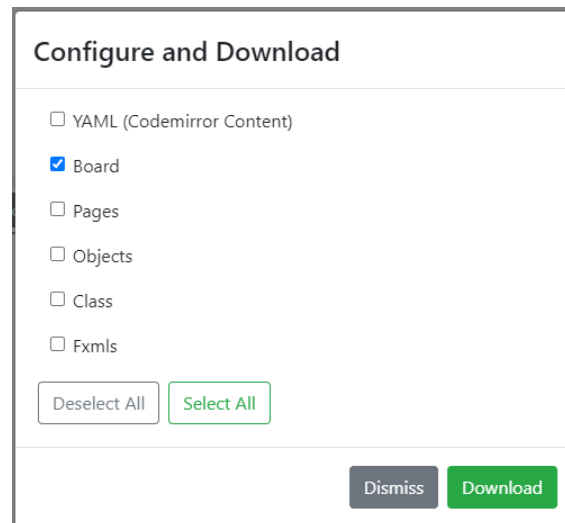 Configure and Download
YAML (Codemirror Content)
Board
Pages
Objects
Class
Fxmls
Deselect All Select All
Dismiss Download